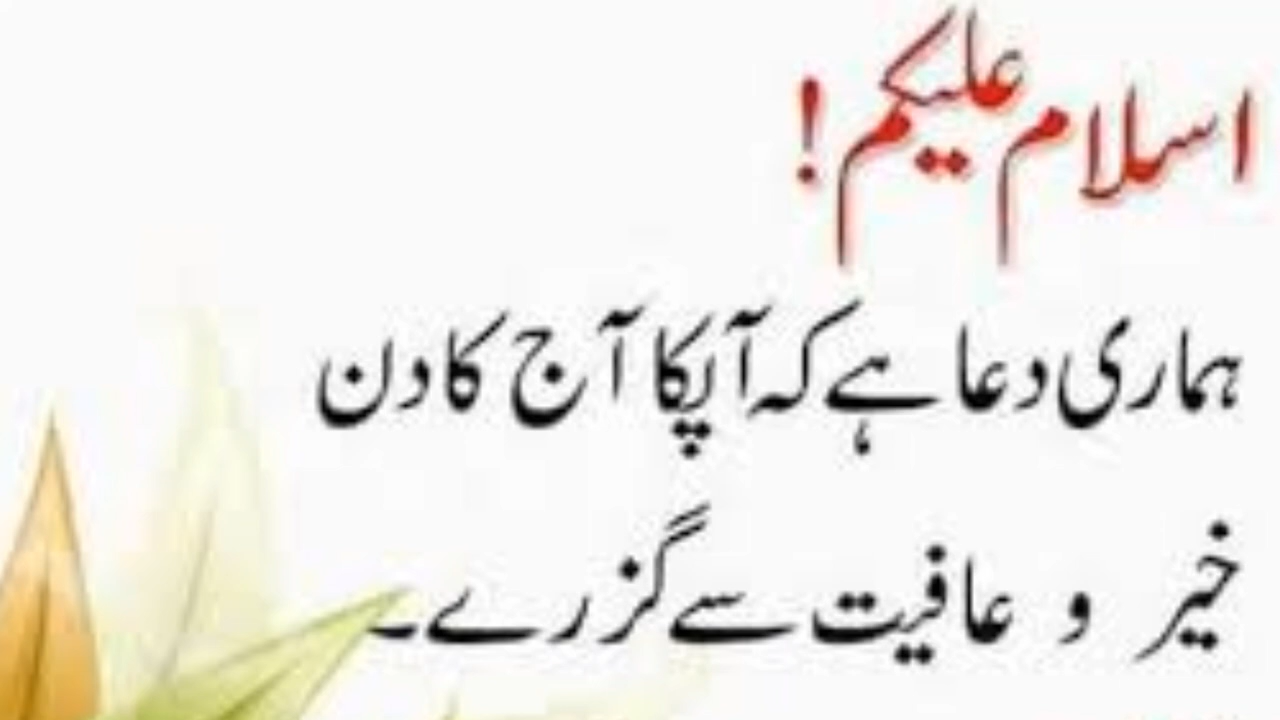 اسلام علیکم!
ہماری دعا ہے کہ آپکا آج کا دن
خیر و عافیت سے گزرے۔